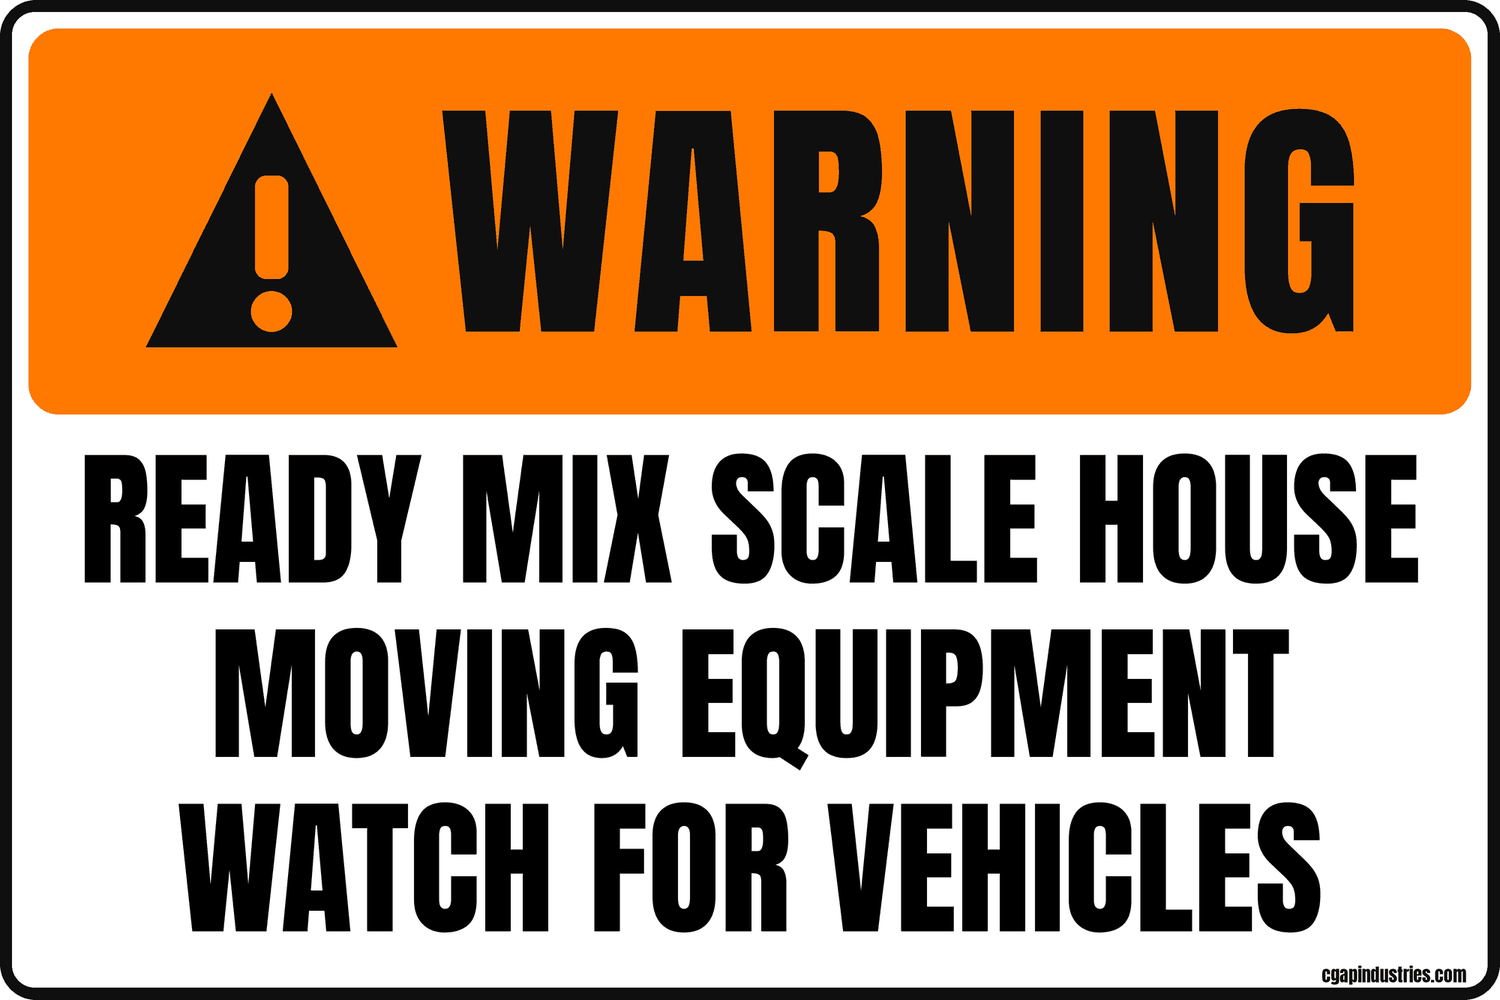 WARNING
READY MIX SCALE HOUSE
MOVING EQUIPMENT
WATCH FOR VEHICLES
cgapindustries.com